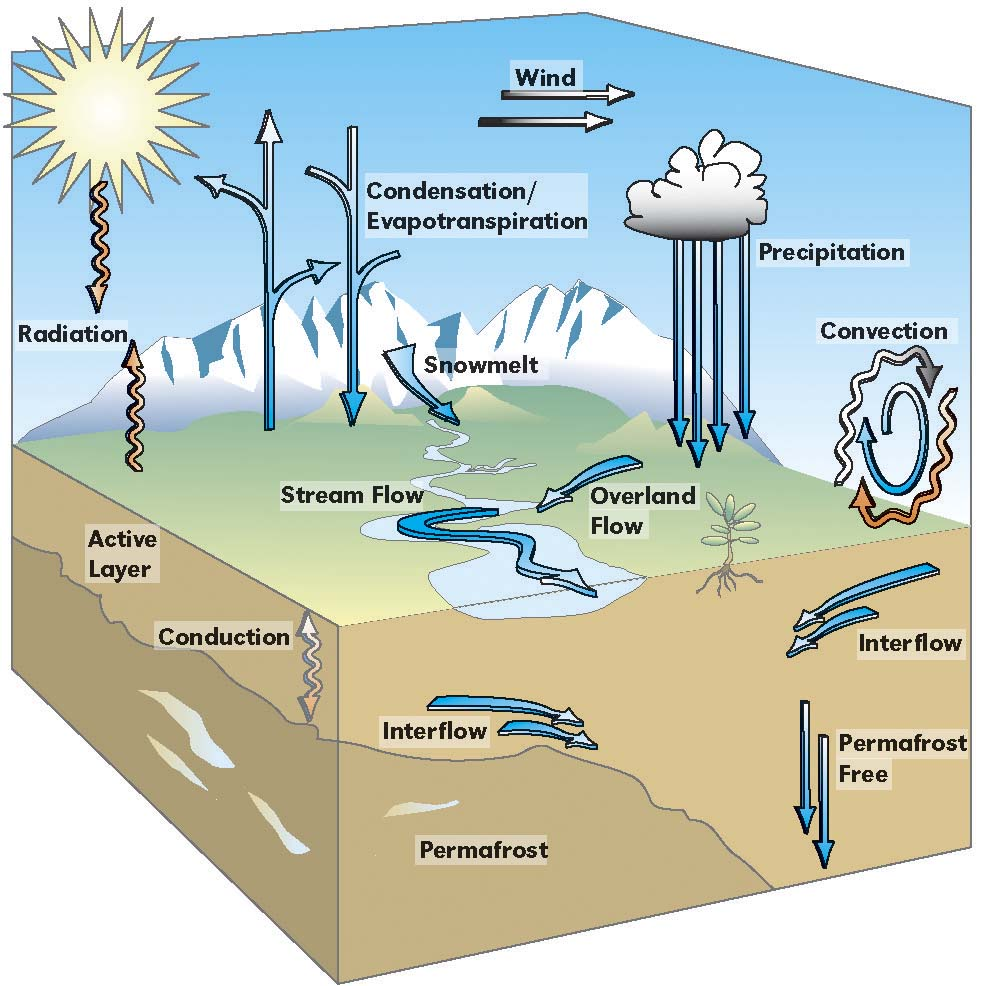 Wind
Condensation/
Evapotranspiration
Precipitation
Radiation
Convection
Snowmelt
Stream Flow
Overland
Flow
Active
Layer
Conduction
Interflow
Interflow
Permafrost
Free
Permafrost